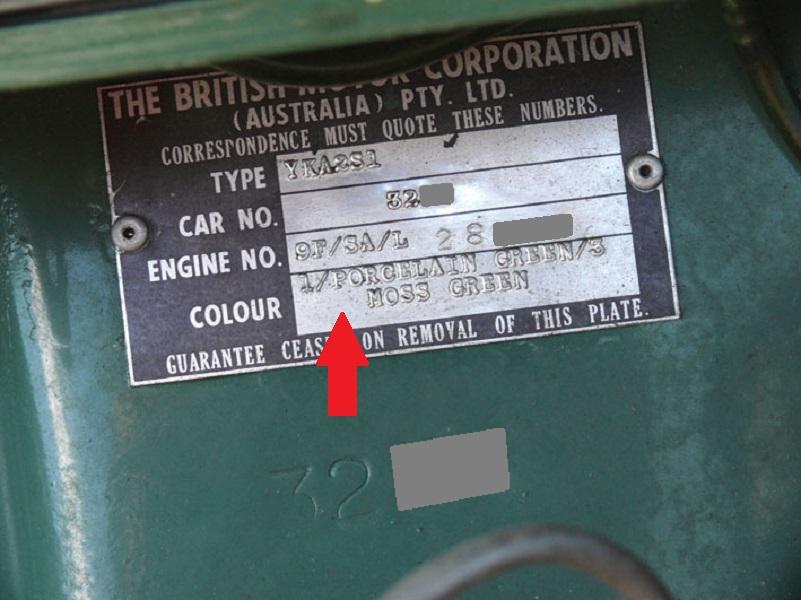 THE BRITISH MOTOR CORPORATION
(AUSTRALIA) PTY. LTD.
CORRESPONDENCE MUST QUOTE THESE NUMBERS.
TYPE YKA2S1
CAR NO. 32
ENGINE NO. 9F/SA/L 28
COLOUR 1/PORCELAIN GREEN/3
MOSS GREEN
GUARANTEE CEAS ON REMOVAL OF THIS PLATE.
32